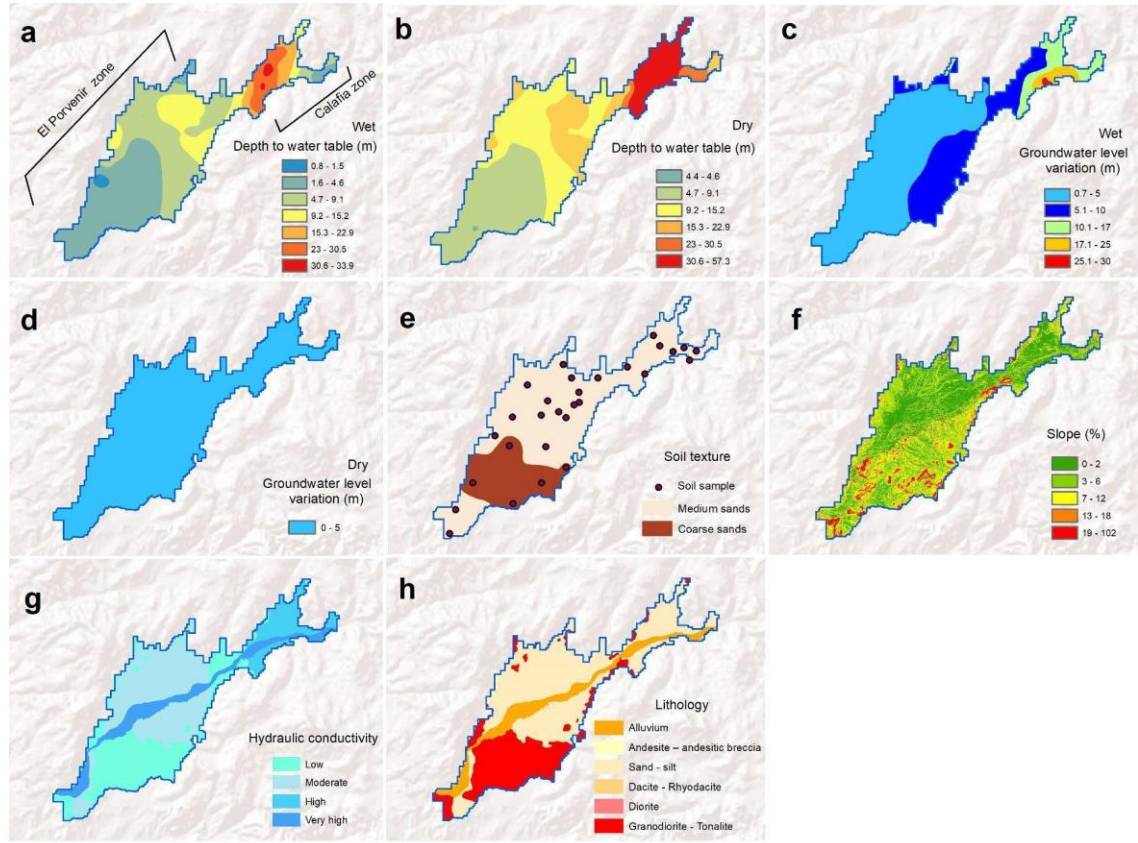 a
El Porvenir zone
Calafia zone
Wet
Depth to water table (m)
0.8 - 1.5
1.6 - 4.6
4.7 - 9.1
9.2 - 15.2
15.3 - 22.9
23 - 30.5
30.6 - 33.9
b
Dry
Depth to water table (m)
4.4 - 4.6
4.7 - 9.1
9.2 - 15.2
15.3 - 22.9
23 - 30.5
30.6 - 57.3
c
Wet
Groundwater level
variation (m)
0.7 - 5
5.1 - 10
10.1 - 17
17.1 - 25
25.1 - 30
d
Dry
Groundwater level
variation (m)
0 - 5
e
Soil texture
Soil sample
Medium sands
Coarse sands
f
Slope (%)
0 - 2
3 - 6
7 - 12
13 - 18
19 - 102
g
Hydraulic conductivity
Low
Moderate
High
Very high
h
Lithology
Alluvium
Andesite – andesitic breccia
Sand - silt
Dacite - Rhyodacite
Diorite
Granodiorite - Tonalite